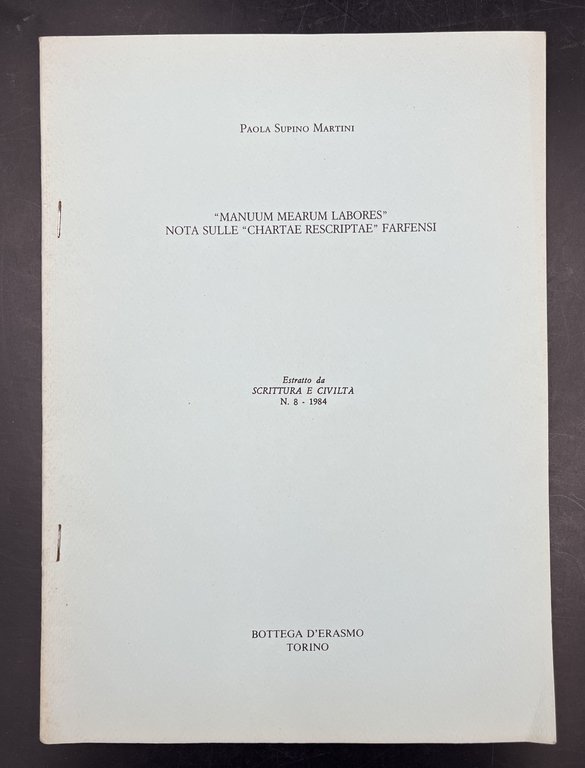 PAOLA SUPINO MARTINI
“MANUUM MEARUM LABORES”
NOTA SULLE “CHARTAE RESCRIPTAE” FARFENSI
Estratto da
SCRITTURA E CIVILTÀ
N. 8 - 1984
BOTTEGA D'ERASMO
TORINO